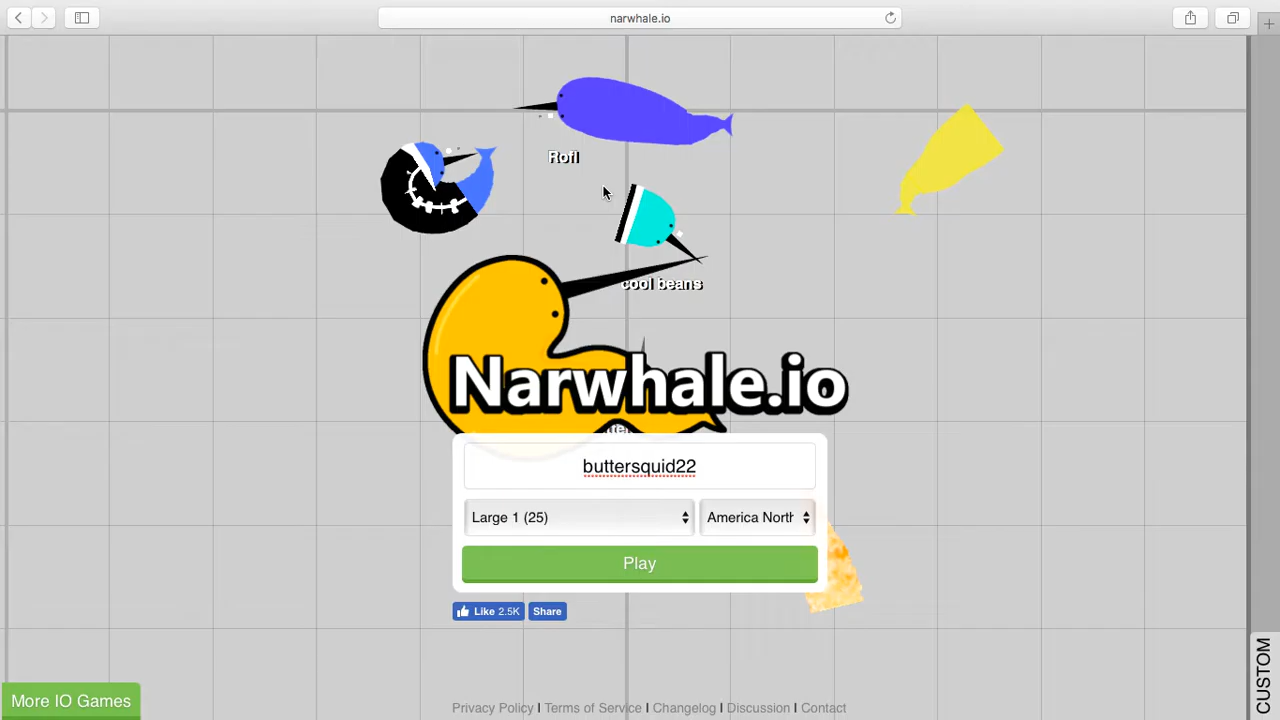 narwhale.io
Rofl
cool beans
Narwhale.io
buttersquid22
Large 1 (25)
America North
Play
Like 2.5K
Share
CUSTOM
More IO Games
Privacy Policy I Terms of Service I Changelog I Discussion I Contact